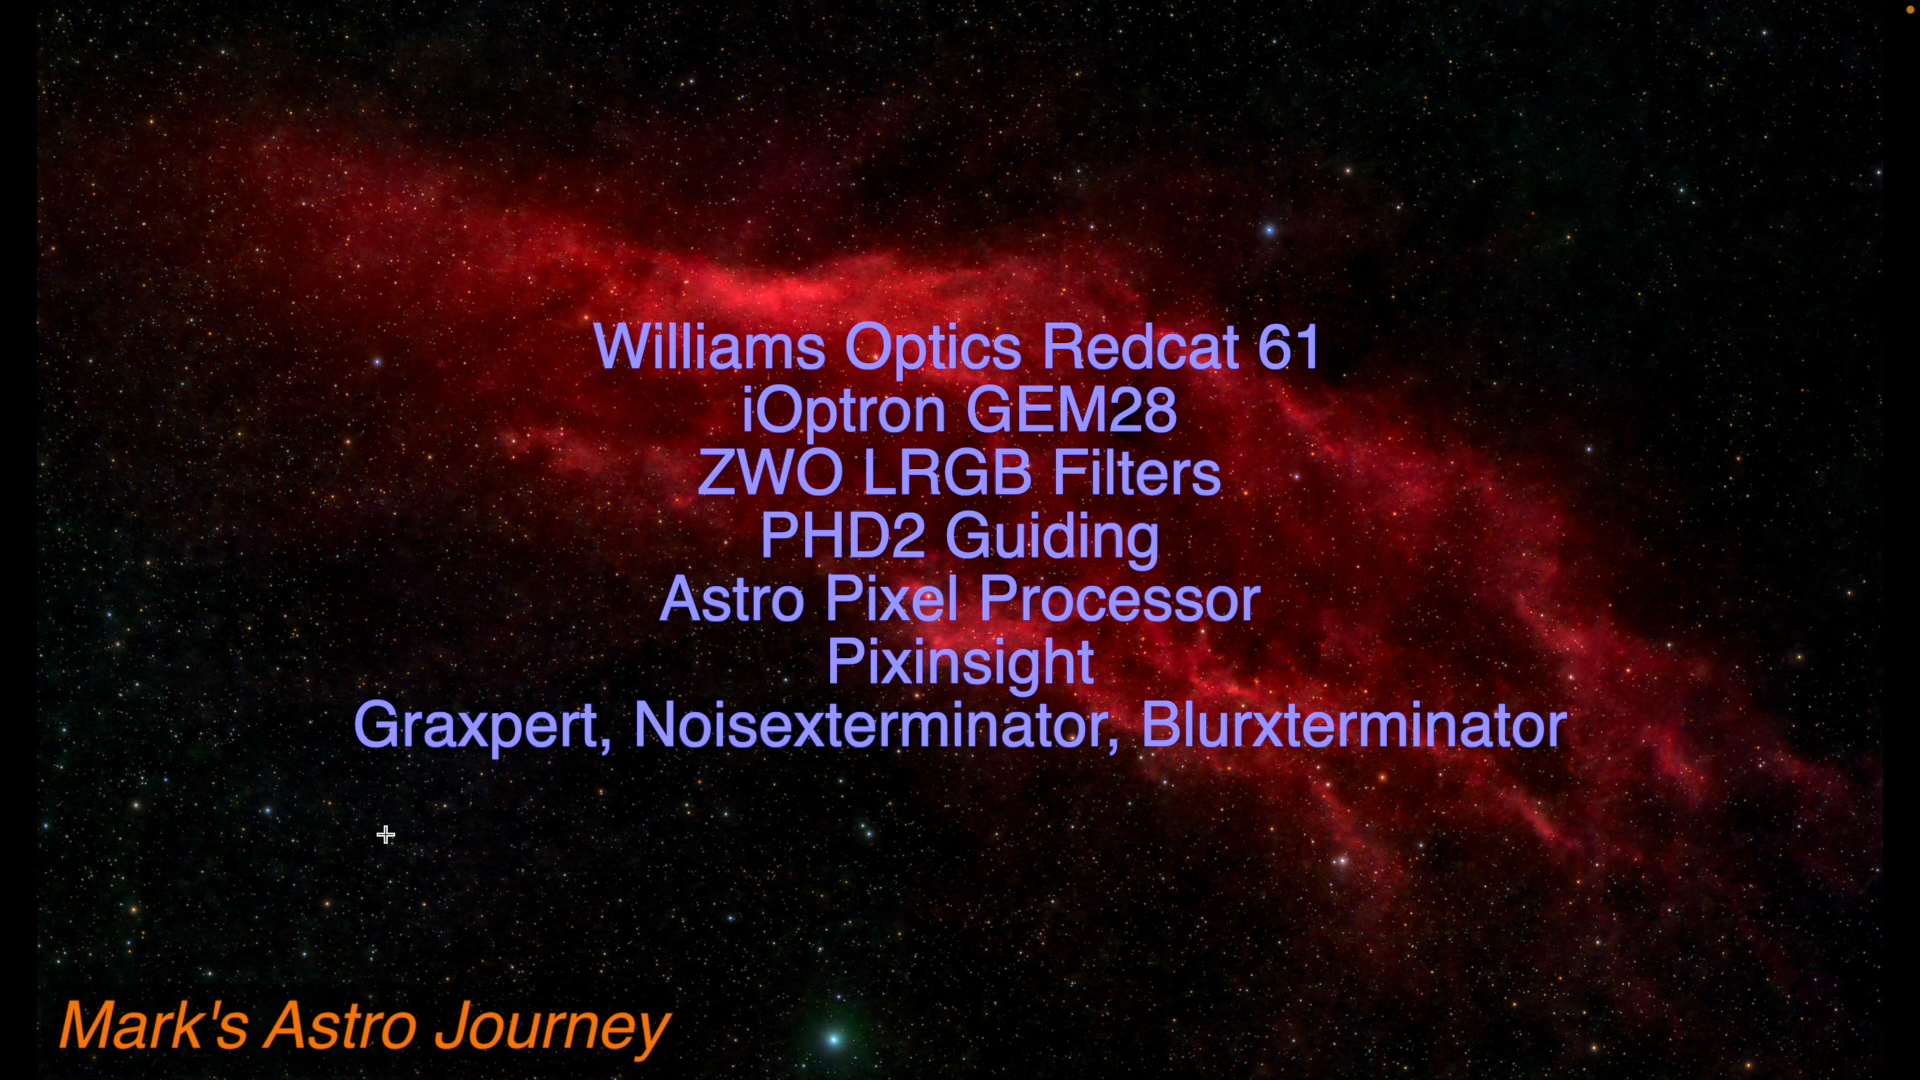 Williams Optics Redcat 61
iOptron GEM28
ZWO LRGB Filters
PHD2 Guiding
Astro Pixel Processor
Pixinsight
Graxpert, Noisexterminator, Blurxterminator
Mark's Astro Journey